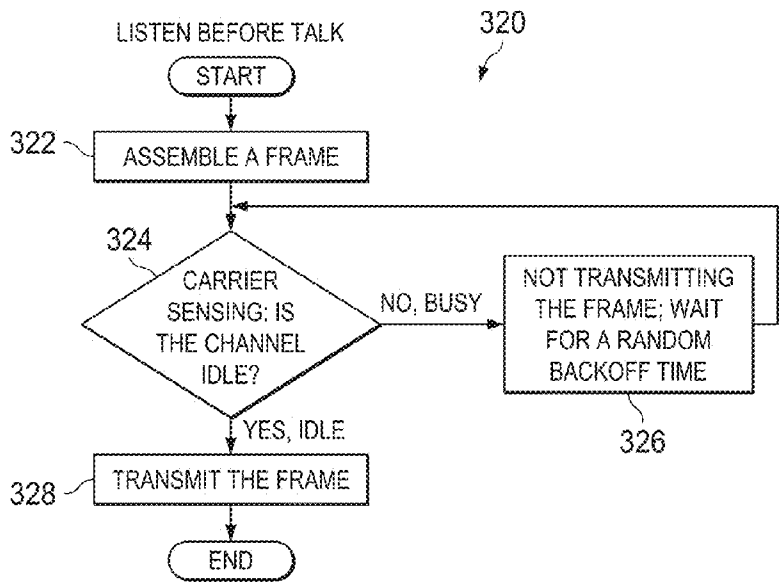 LISTEN BEFORE TALK
320
START
322
ASSEMBLE A FRAME
324
CARRIER
SENSING: IS
THE CHANNEL
IDLE?
NO, BUSY
NOT TRANSMITTING
THE FRAME; WAIT
FOR A RANDOM
BACKOFF TIME
326
YES, IDLE
328
TRANSMIT THE FRAME
END